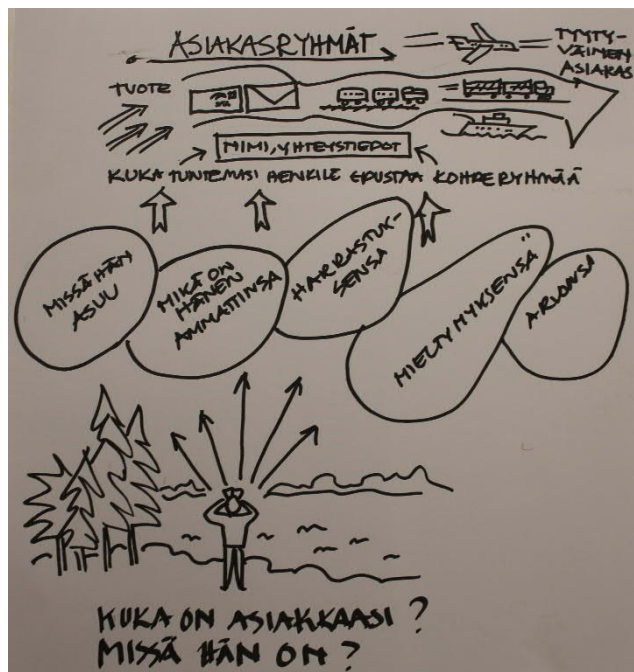 ASIAKASRYHMÄT
TYYTY-
VÄINEN
ASIAKAS
TUOTE
NIMI, YHTEYSTIEDOT
KUKA TUNTEMASI HENKILÖ EDUSTAA KOHDERYHMÄÄ
MISSÄ HÄN
ASUU
MIKÄ ON
HÄNEN
AMMATTINSA
HARRASTUK-
SENSA
MIELTYMYKSENSÄ
ARVONSA
KUKA ON ASIAKKAASI?
MISSÄ HÄN ON?